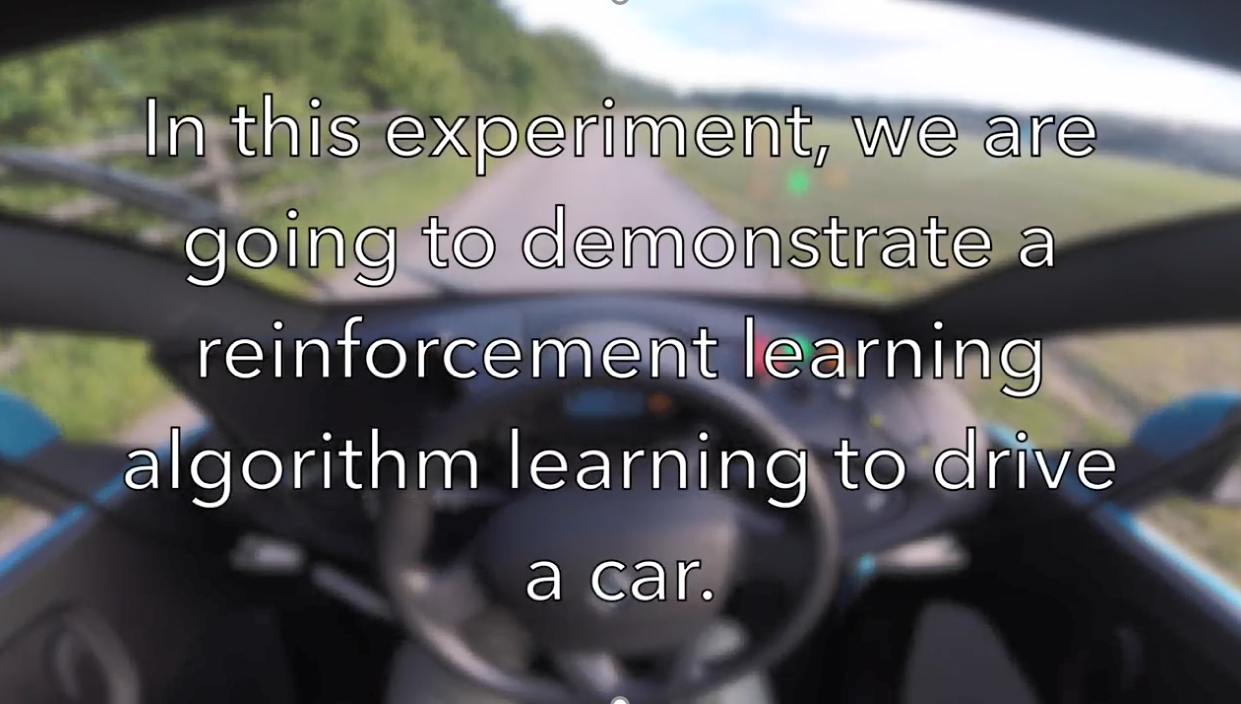 In this experiment, we are
going to demonstrate a
reinforcement learning
algorithm learning to drive
a car.